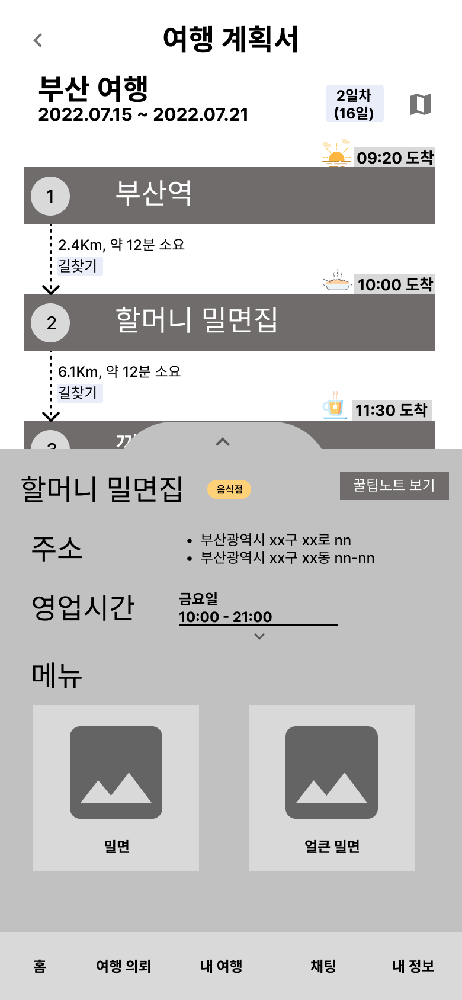 여행 계획서
부산 여행
2022.07.15 ~ 2022.07.21
2일차
(16일)
09:20 도착
1
부산역
2.4Km, 약 12분 소요
길찾기
10:00 도착
2
할머니 밀면집
6.1Km, 약 12분 소요
길찾기
11:30 도착
3
할머니 밀면집
음식점
꿀팁노트 보기
주소
• 부산광역시 xx구 xx로 nn
• 부산광역시 xx구 xx동 nn-nn
영업시간
금요일
10:00 - 21:00
메뉴
밀면
얼큰 밀면
홈
여행 의뢰
내 여행
채팅
내 정보